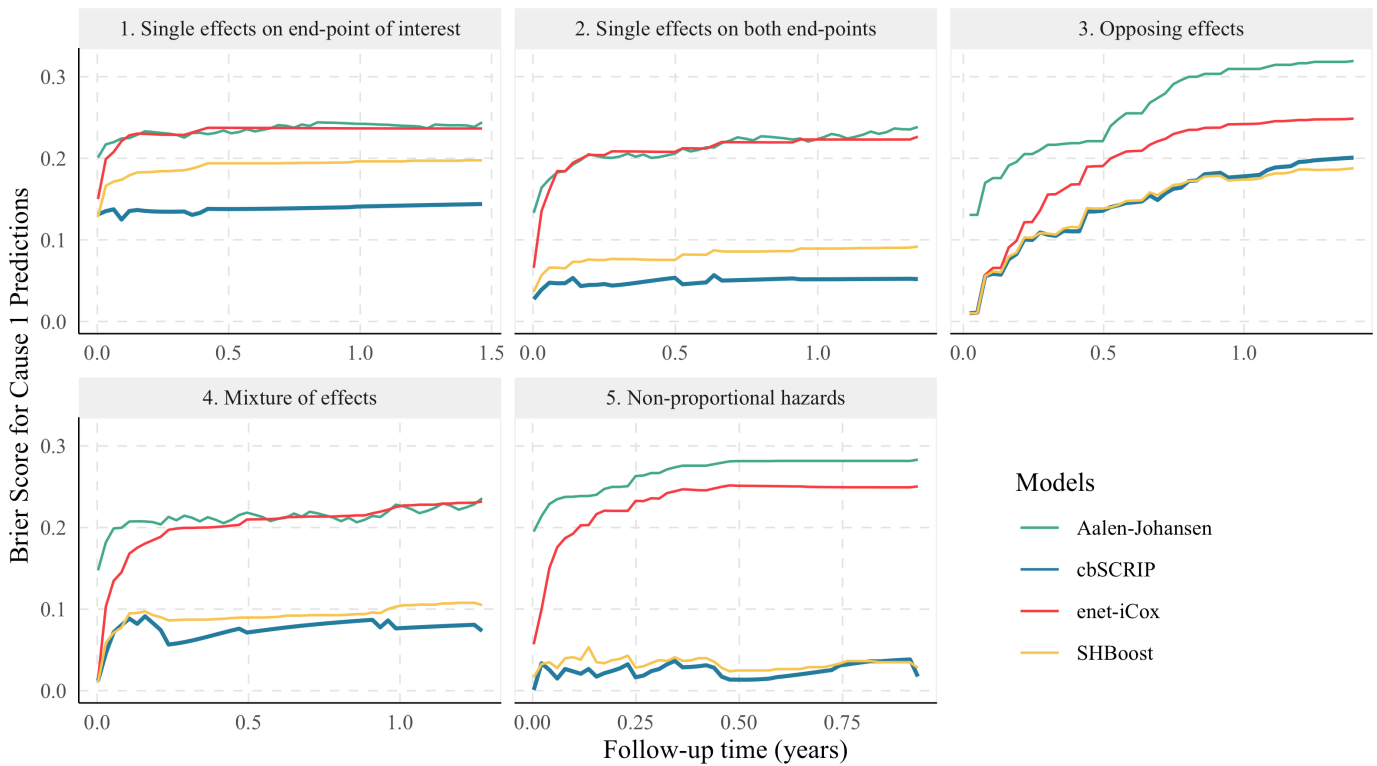 1. Single effects on end-point of interest
2. Single effects on both end-points
3. Opposing effects
0.3
0.2
0.1
0.0
0.0 0.5 1.0 1.5
0.0 0.5 1.0
0.0 0.5 1.0
4. Mixture of effects
5. Non-proportional hazards
0.3
0.2
0.1
0.0
0.0 0.5 1.0
0.00 0.25 0.50 0.75
Brier Score for Cause 1 Predictions
Follow-up time (years)
Models
Aalen-Johansen
cbSCRIP
enet-iCox
SHBoost